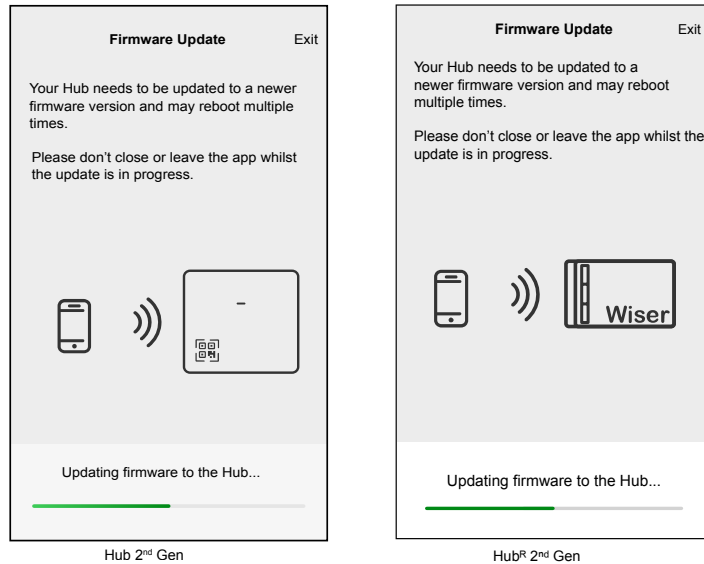 Firmware Update
Exit
Your Hub needs to be updated to a newer
firmware version and may reboot multiple
times.
Please don’t close or leave the app whilst
the update is in progress.
Updating firmware to the Hub...
Hub 2nd Gen
Firmware Update
Exit
Your Hub needs to be updated to a
newer firmware version and may reboot
multiple times.
Please don’t close or leave the app whilst the
update is in progress.
Wiser
Updating firmware to the Hub...
Hubᴿ 2nd Gen